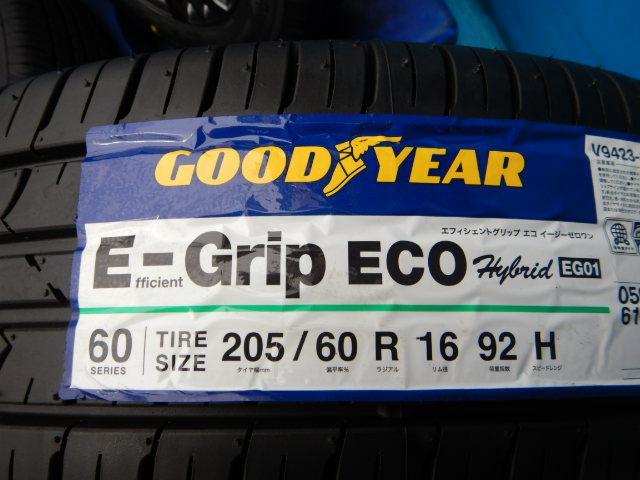 GOODYEAR
V9423-
エフィシェントグリップ エコ イージーゼロワン
E-fficient Grip ECO Hybrid EG01
60 SERIES
TIRE SIZE 205/60 R 16 92 H
タイヤ幅mm 偏平率% ラジアル リム径 荷重指数 スピードレンジ